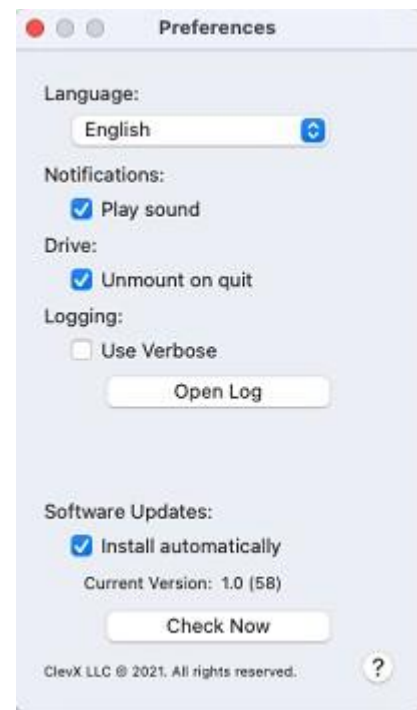 Preferences
Language:
English
Notifications:
Play sound
Drive:
Unmount on quit
Logging:
Use Verbose
Open Log
Software Updates:
Install automatically
Current Version: 1.0 (58)
Check Now
ClevX LLC © 2021. All rights reserved.
?